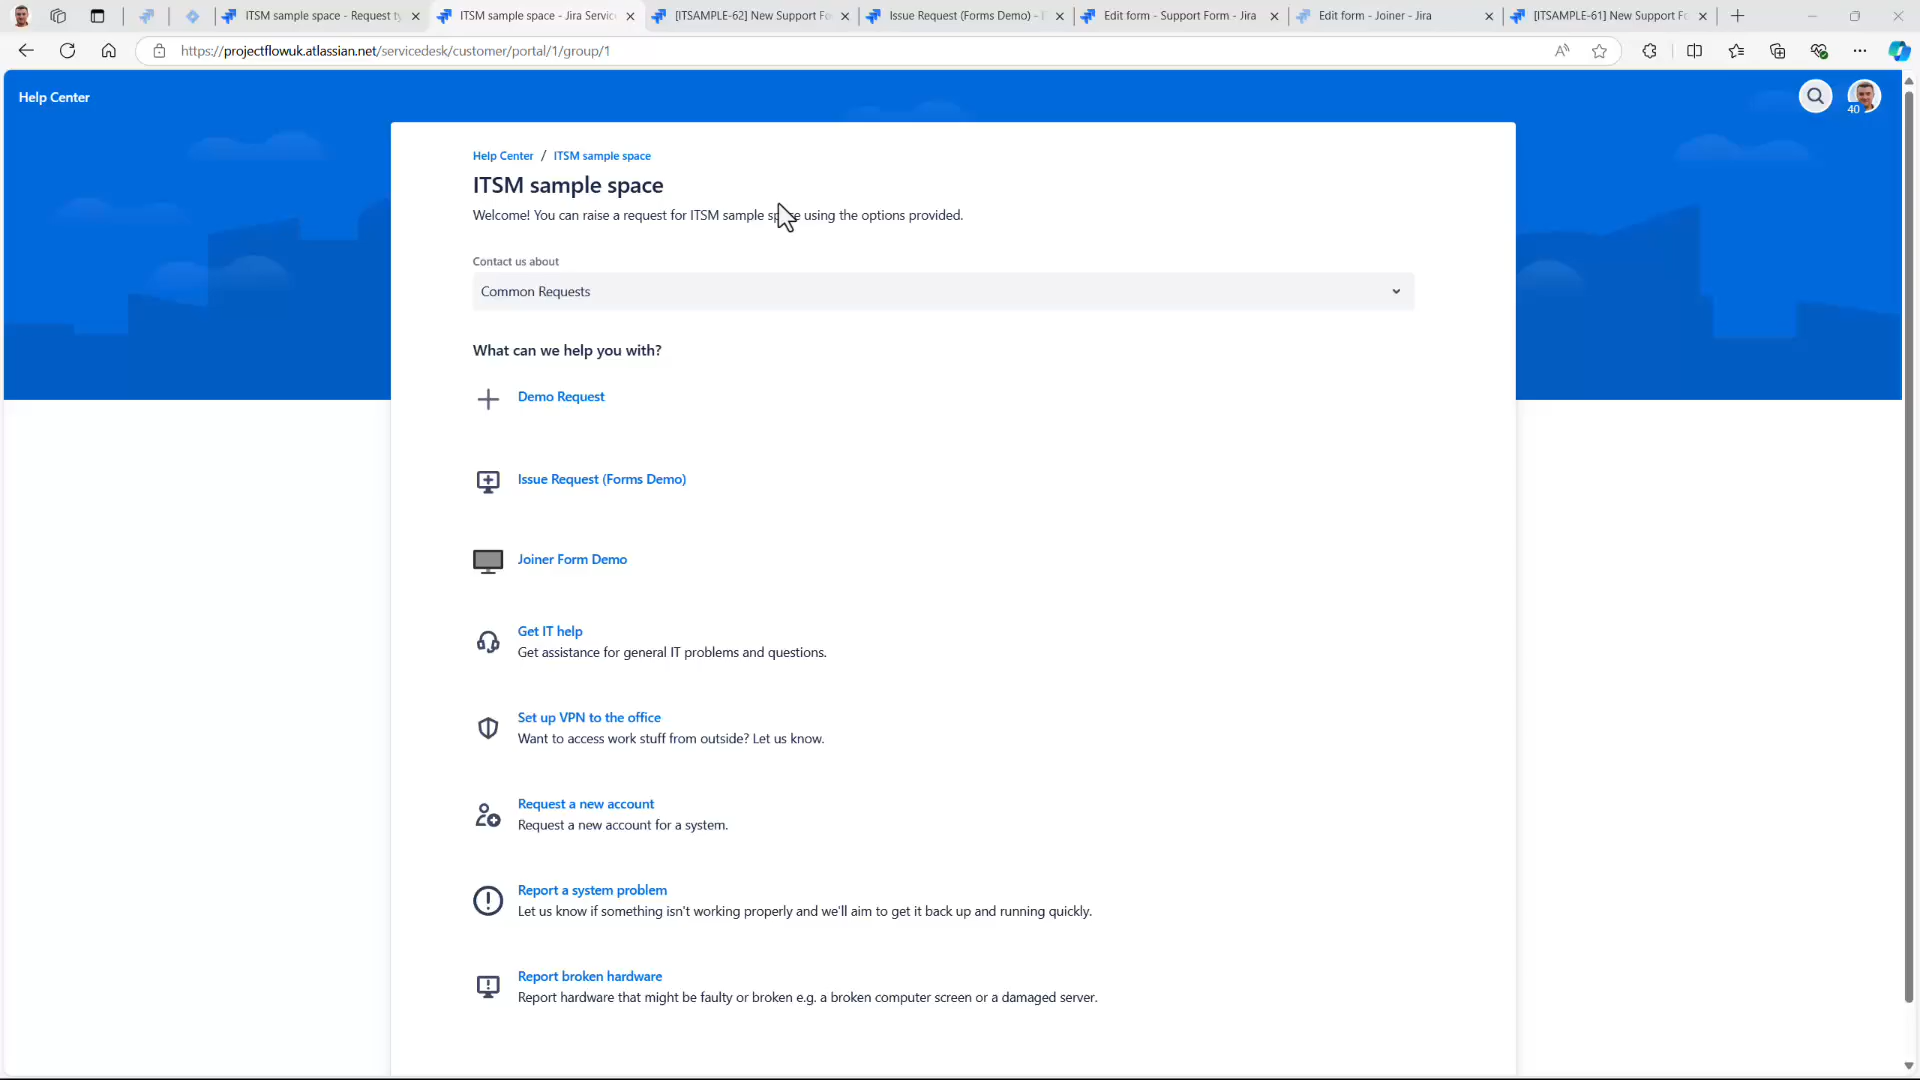 ITSM sample space - Request ty
ITSM sample space - Jira Servic
[ITSAMPLE-62] New Support Fo
Issue Request (Forms Demo) -
Edit form - Support Form - Jira
Edit form - Joiner - Jira
[ITSAMPLE-61] New Support F
https://projectflowuk.atlassian.net/servicedesk/customer/portal/1/group/1
Help Center
40
Help Center / ITSM sample space
ITSM sample space
Welcome! You can raise a request for ITSM sample space using the options provided.
Contact us about
Common Requests
What can we help you with?
Demo Request
Issue Request (Forms Demo)
Joiner Form Demo
Get IT help
Get assistance for general IT problems and questions.
Set up VPN to the office
Want to access work stuff from outside? Let us know.
Request a new account
Request a new account for a system.
Report a system problem
Let us know if something isn't working properly and we'll aim to get it back up and running quickly.
Report broken hardware
Report hardware that might be faulty or broken e.g. a broken computer screen or a damaged server.